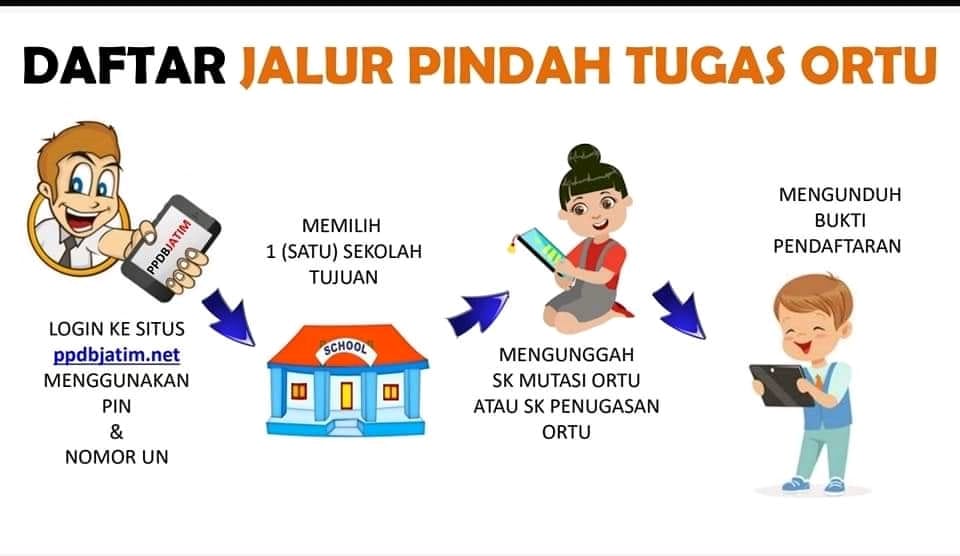 DAFTAR JALUR PINDAH TUGAS ORTU
PPDBJATIM
LOGIN KE SITUS
ppdbjatim.net
MENGGUNAKAN
PIN
&
NOMOR UN
MEMILIH
1 (SATU) SEKOLAH
TUJUAN
SCHOOL
MENGUNGGAH
SK MUTASI ORTU
ATAU SK PENUGASAN
ORTU
MENGUNDUH
BUKTI
PENDAFTARAN